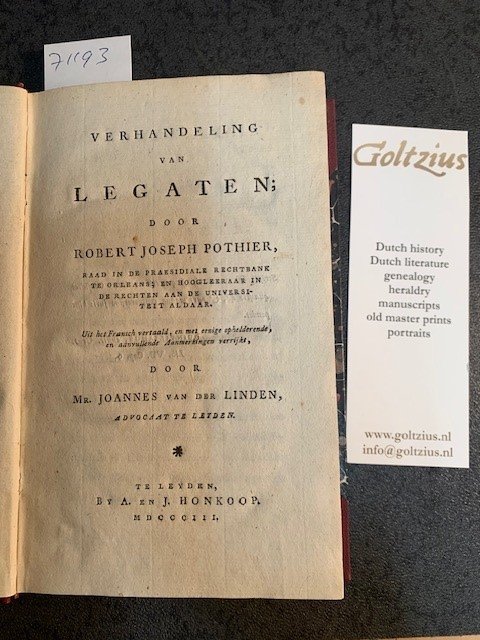 71193
VERHANDELING
VAN
LEGATEN;
DOOR
ROBERT JOSEPH POTHIER,
RAAD IN DE PRAESIDIALE RECHTBANK
TE ORLEANS; EN HOOGLEERAAR IN
DE RECHTEN AAN DE UNIVERSI-
TEIT ALDAAR.
Uit het Fransch vertaald, en met eenige ophelderende,
en aanvullende Aanmerkingen verrijkt,
DOOR
MR. JOANNES VAN DER LINDEN,
ADVOCAAT TE LEYDEN.
*
TE LEYDEN,
BY A. EN J. HONKOOP.
MDCCCIII.
Goltzius
Dutch history
Dutch literature
genealogy
heraldry
manuscripts
old master prints
portraits
www.goltzius.nl
info@goltzius.nl